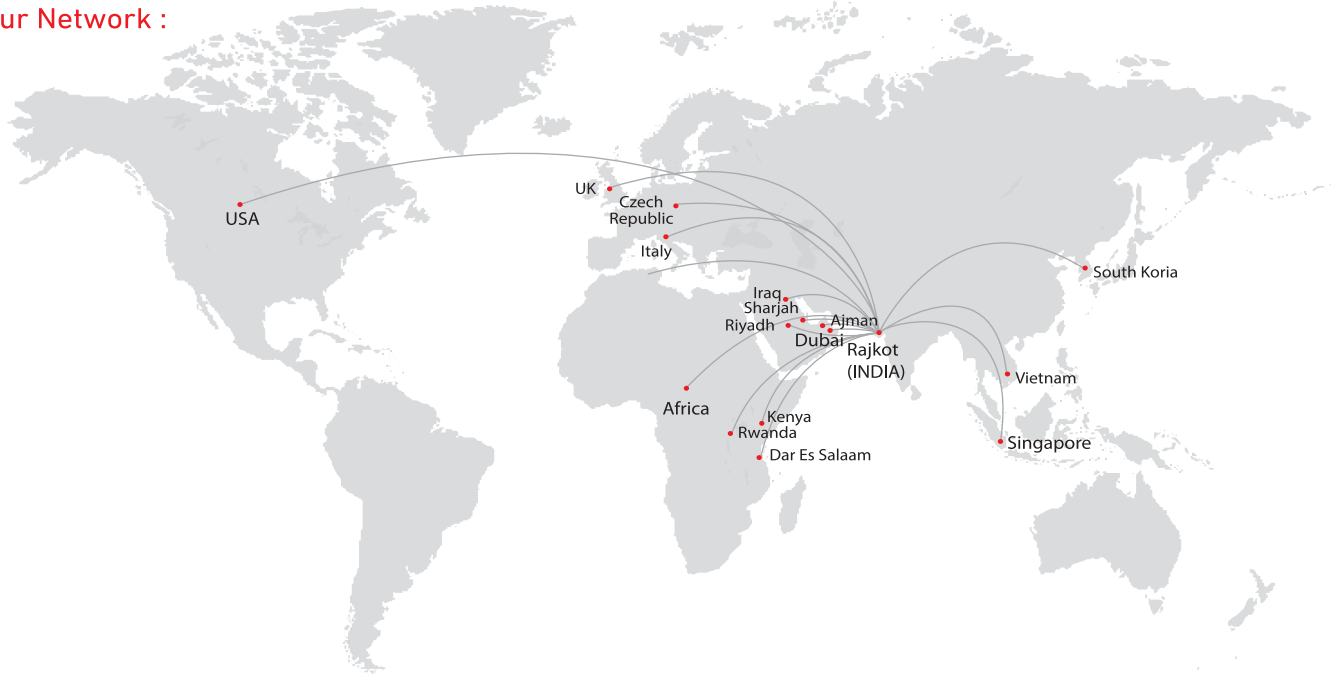 ur Network :
UK
Czech
Republic
USA
Italy
South Koria
Iraq
Sharjah
Riyadh
Ajman
Dubai
Rajkot
(INDIA)
Vietnam
Africa
Kenya
Rwanda
Singapore
Dar Es Salaam